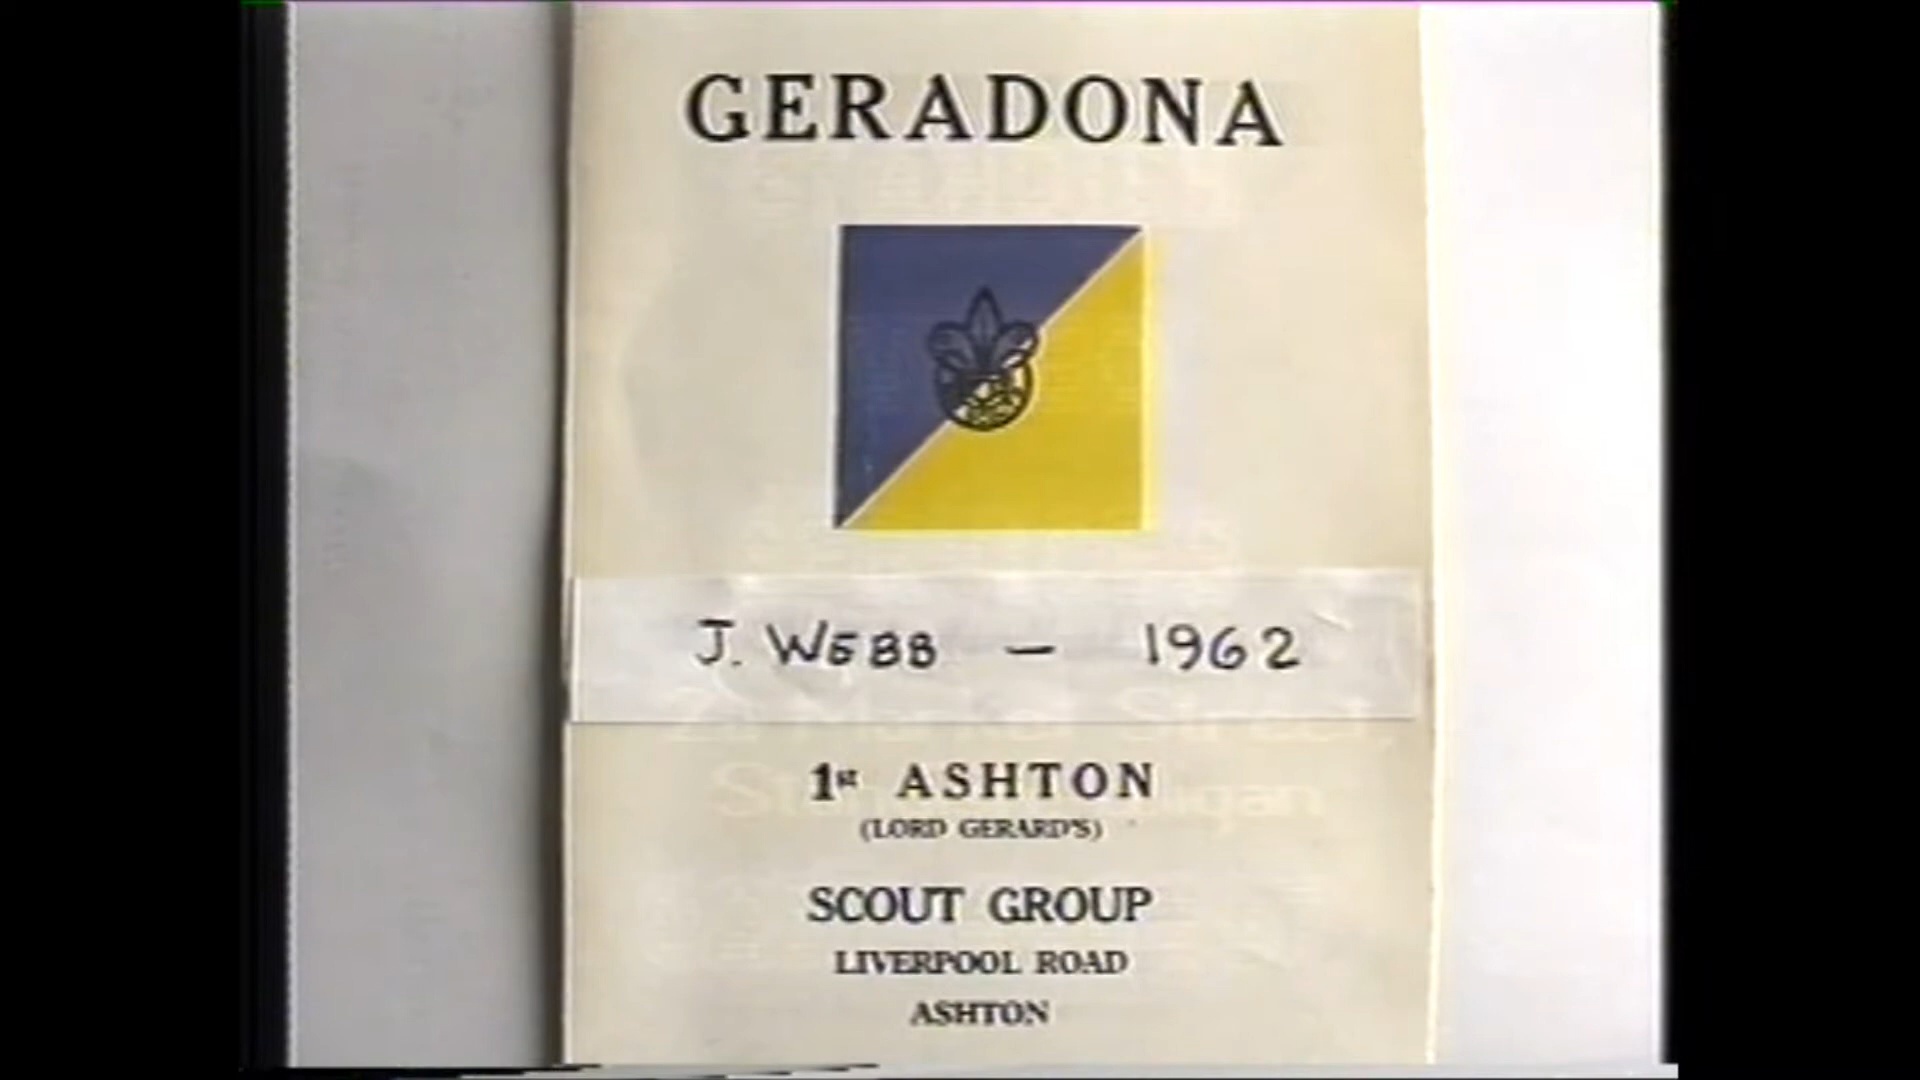 GERADONA
J. WEBB — 1962
1st ASHTON
(LORD GERARD'S)
SCOUT GROUP
LIVERPOOL ROAD
ASHTON